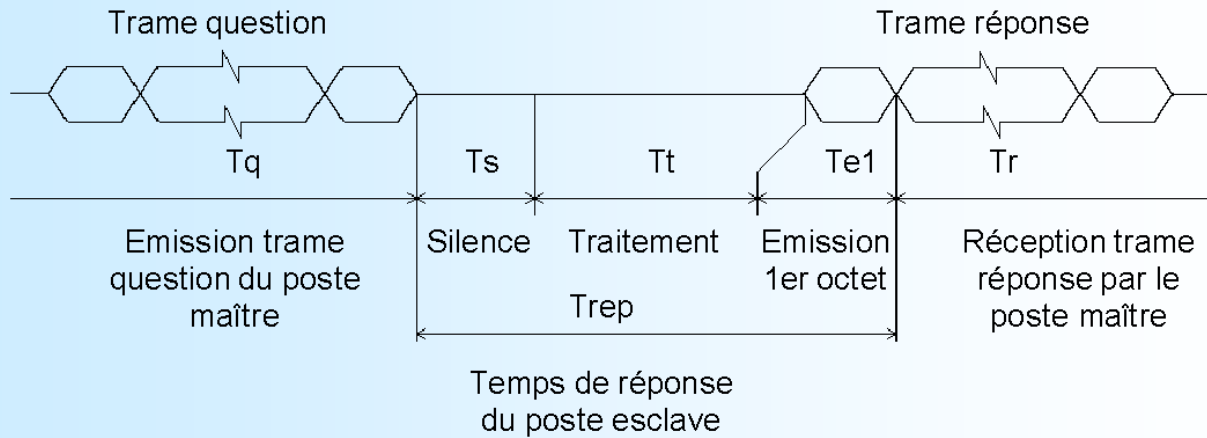 Trame question
Trame réponse
Tq
Ts
Tt
Te1
Tr
Emission trame
question du poste
maître
Silence
Traitement
Emission
1er octet
Réception trame
réponse par le
poste maître
Trep
Temps de réponse
du poste esclave